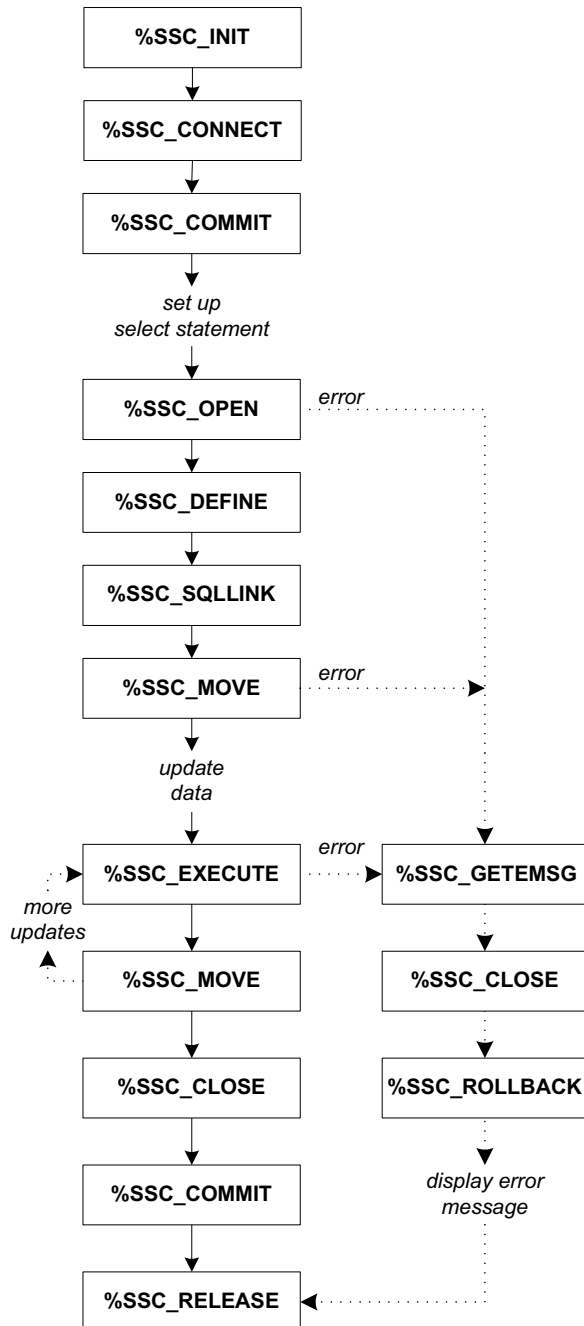 %SSC_INIT
%SSC_CONNECT
%SSC_COMMIT
set up
select statement
%SSC_OPEN
error
%SSC_DEFINE
%SSC_SQLLINK
%SSC_MOVE
error
update
data
%SSC_EXECUTE
error
%SSC_GETEMSG
more
updates
%SSC_MOVE
%SSC_CLOSE
%SSC_CLOSE
%SSC_ROLLBACK
%SSC_COMMIT
display error
message
%SSC_RELEASE